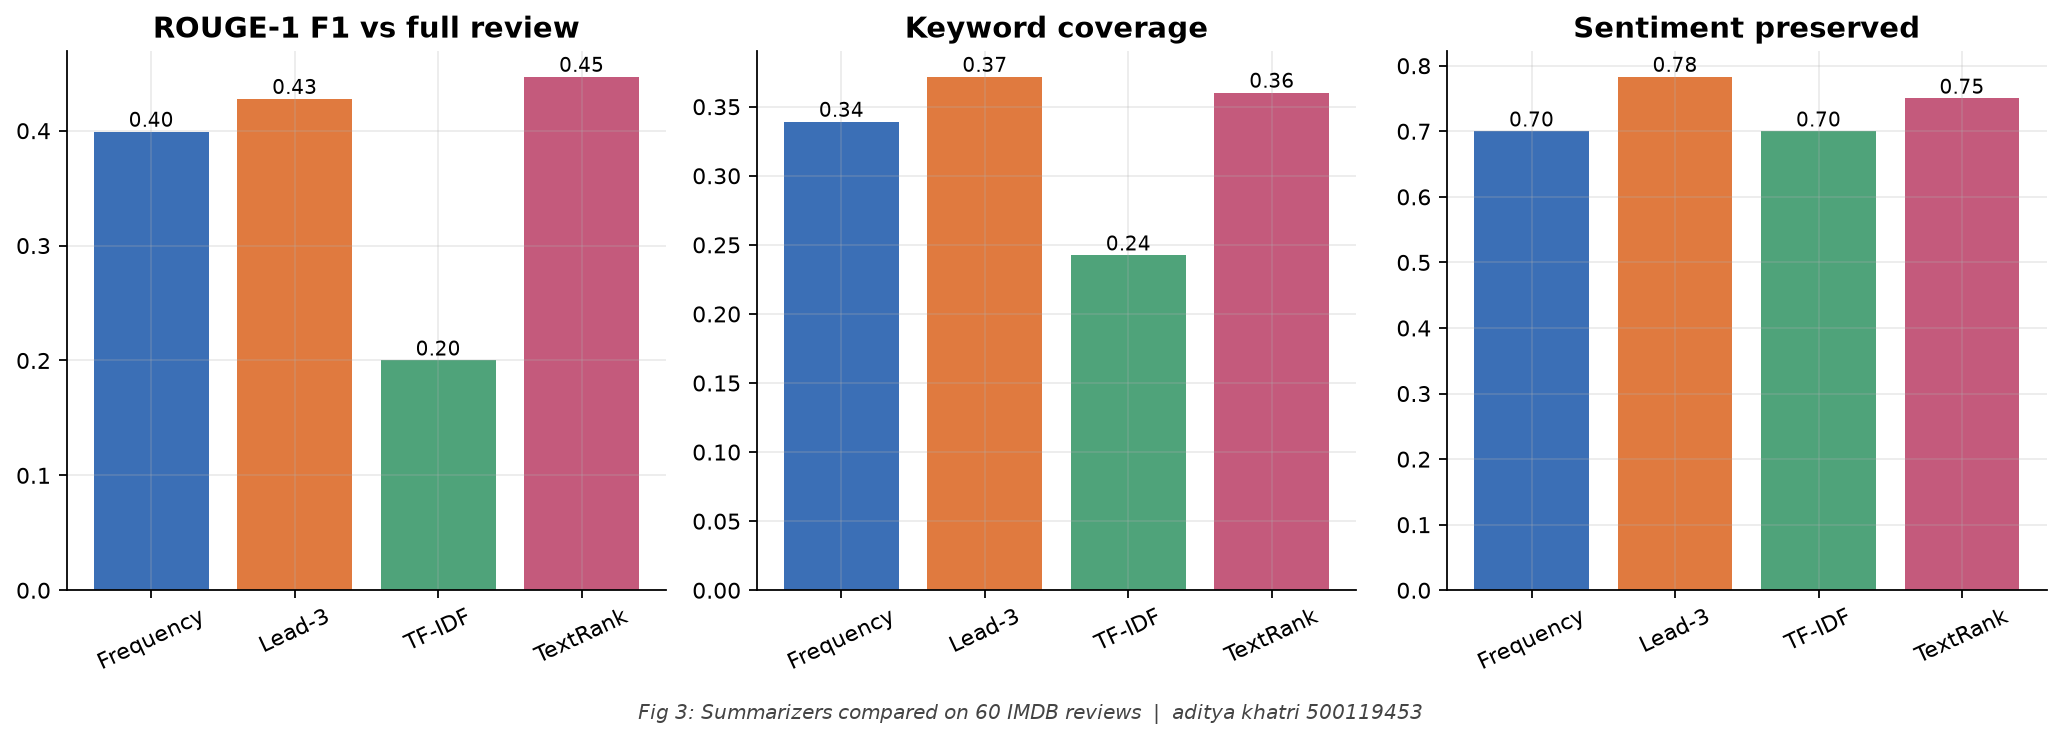 ROUGE-1 F1 vs full review
0.4
0.3
0.2
0.1
0.0
0.40
0.43
0.20
0.45
Frequency
Lead-3
TF-IDF
TextRank
Keyword coverage
0.35
0.30
0.25
0.20
0.15
0.10
0.05
0.00
0.34
0.37
0.24
0.36
Frequency
Lead-3
TF-IDF
TextRank
Sentiment preserved
0.8
0.7
0.6
0.5
0.4
0.3
0.2
0.1
0.0
0.70
0.78
0.70
0.75
Frequency
Lead-3
TF-IDF
TextRank
Fig 3: Summarizers compared on 60 IMDB reviews | aditya khatri 500119453